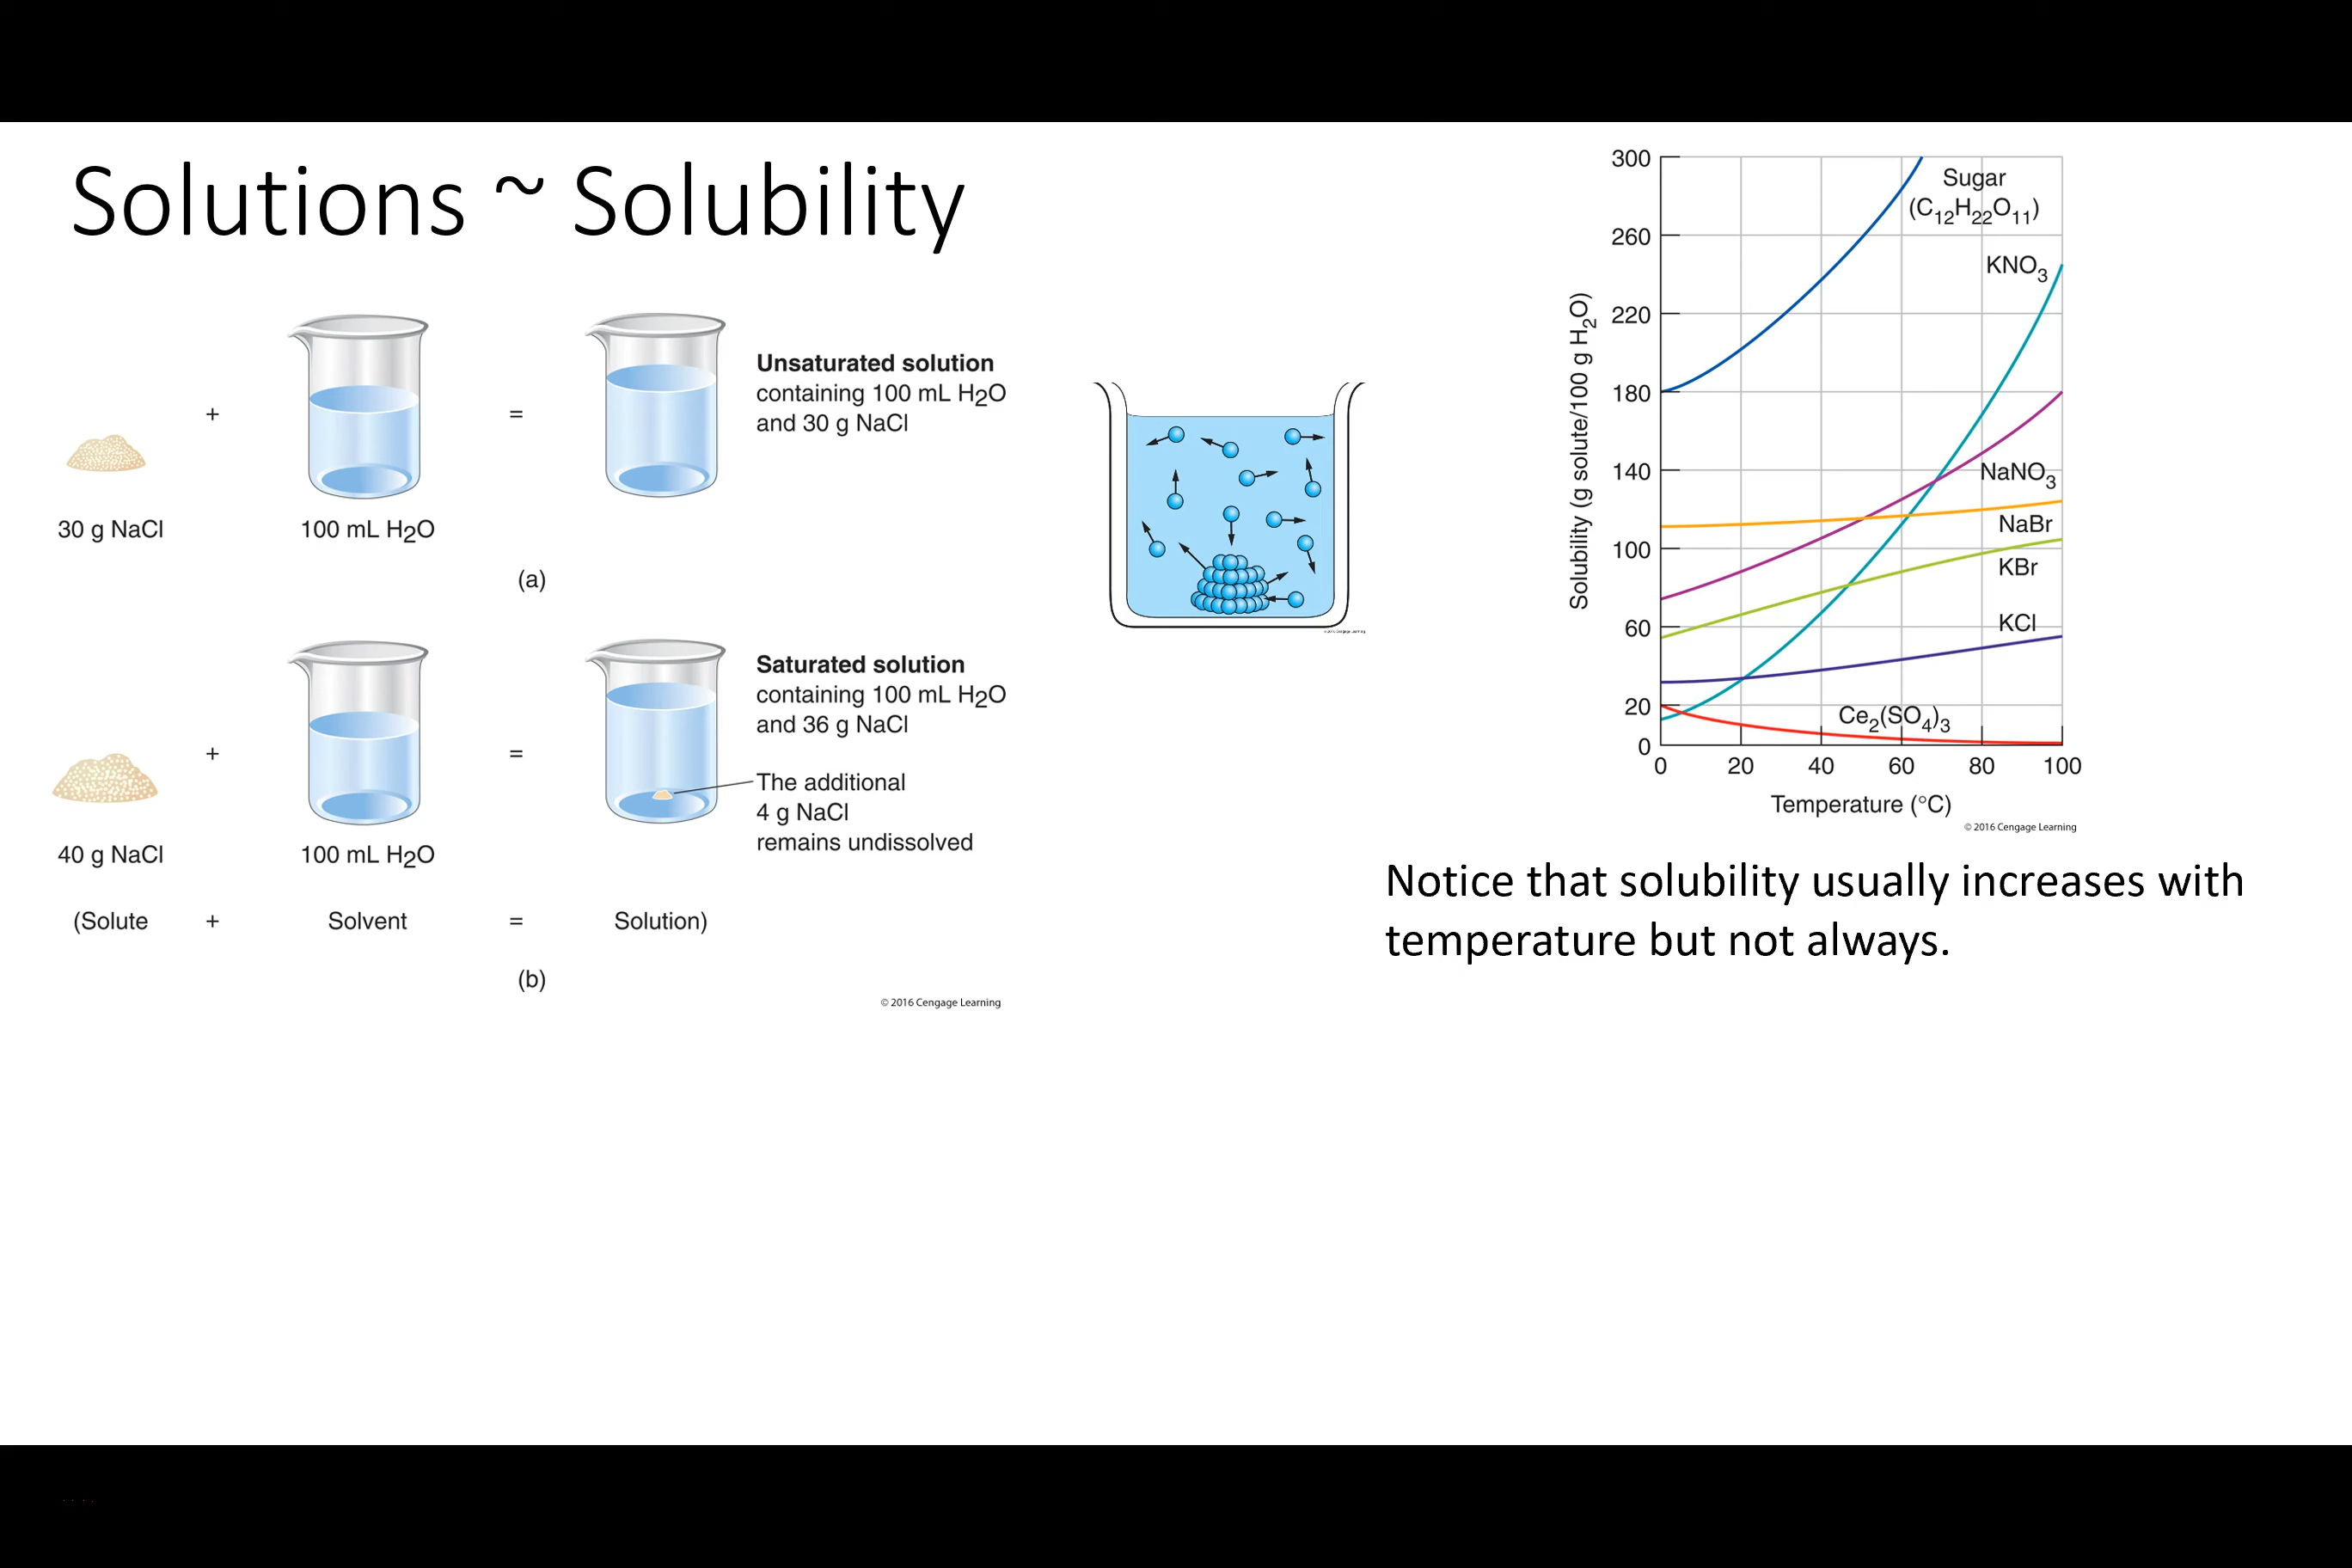 Solutions ~ Solubility
30 g NaCl
+
100 mL H2O
=
Unsaturated solution
containing 100 mL H2O
and 30 g NaCl
(a)
40 g NaCl
+
100 mL H2O
=
Saturated solution
containing 100 mL H2O
and 36 g NaCl
The additional
4 g NaCl
remains undissolved
(Solute + Solvent = Solution)
(b)
© 2016 Cengage Learning
© 2016 Cengage Learning
Solubility (g solute/100 g H2O)
300
260
220
180
140
100
60
20
0
Sugar
(C12H22O11)
KNO3
NaNO3
NaBr
KBr
KCl
Ce2(SO4)3
0 20 40 60 80 100
Temperature (°C)
© 2016 Cengage Learning
Notice that solubility usually increases with
temperature but not always.